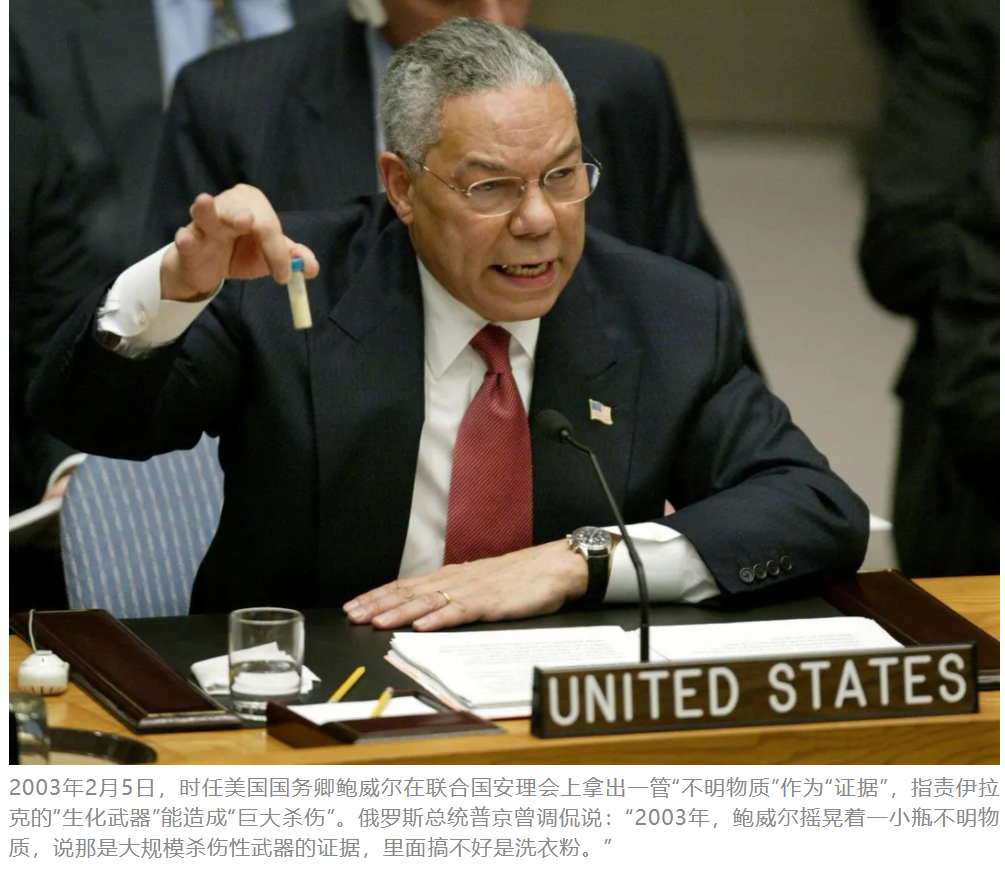 UNITED STATES
2003年2月5日，时任美国国务卿鲍威尔在联合国安理会上拿出一管“不明物质”作为“证据”，指责伊拉
克的“生化武器”能造成“巨大杀伤”。俄罗斯总统普京曾调侃说：“2003年，鲍威尔摇晃着一小瓶不明物
质，说那是大规模杀伤性武器的证据，里面搞不好是洗衣粉。”